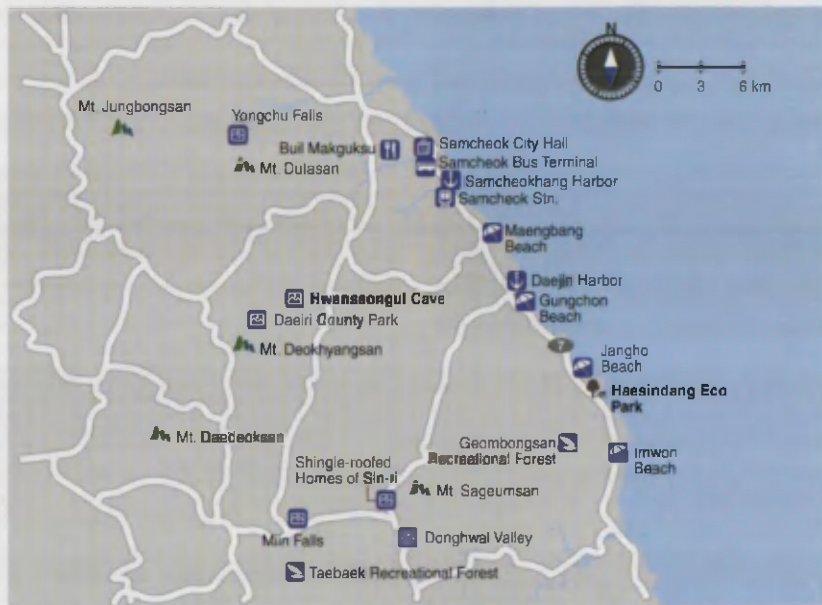 N
0 3 6 km
Mt. Jungbongsan
Yongchu Falls
Buil Makguksu
Samcheok City Hall
Samcheok Bus Terminal
Mt. Dulasan
Samcheokhang Harbor
Samcheok Stn.
Maengbang
Beach
Daejin Harbor
Hwanseongul Cave
Gungchon
Beach
Daeiri County Park
Mt. Deokhyangsan
7
Jangho
Beach
Haesindang Eco
Park
Mt. Daedeoksan
Geombongsan
Recreational Forest
Imwon
Beach
Shingle-roofed
Homes of Sin-ri
Mt. Sageumsan
Miin Falls
Donghwal Valley
Taebaek Recreational Forest